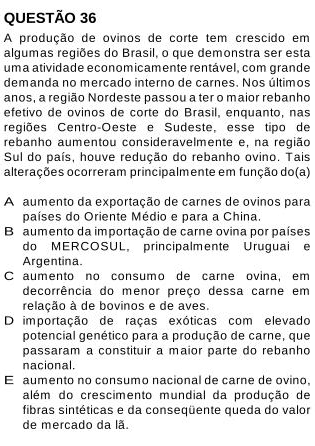 QUESTÃO 36
A produção de ovinos de corte tem crescido em
algumas regiões do Brasil, o que demonstra ser esta
uma atividade economicamente rentável, com grande
demanda no mercado interno de carnes. Nos últimos
anos, a região Nordeste passou a ter o maior rebanho
efetivo de ovinos de corte do Brasil, enquanto, nas
regiões Centro-Oeste e Sudeste, esse tipo de
rebanho aumentou consideravelmente e, na região
Sul do país, houve redução do rebanho ovino. Tais
alterações ocorreram principalmente em função do(a)
A aumento da exportação de carnes de ovinos para
países do Oriente Médio e para a China.
B aumento da importação de carne ovina por países
do MERCOSUL, principalmente Uruguai e
Argentina.
C aumento no consumo de carne ovina, em
decorrência do menor preço dessa carne em
relação à de bovinos e de aves.
D importação de raças exóticas com elevado
potencial genético para a produção de carne, que
passaram a constituir a maior parte do rebanho
nacional.
E aumento no consumo nacional de carne de ovino,
além do crescimento mundial da produção de
fibras sintéticas e da conseqüente queda do valor
de mercado da lã.